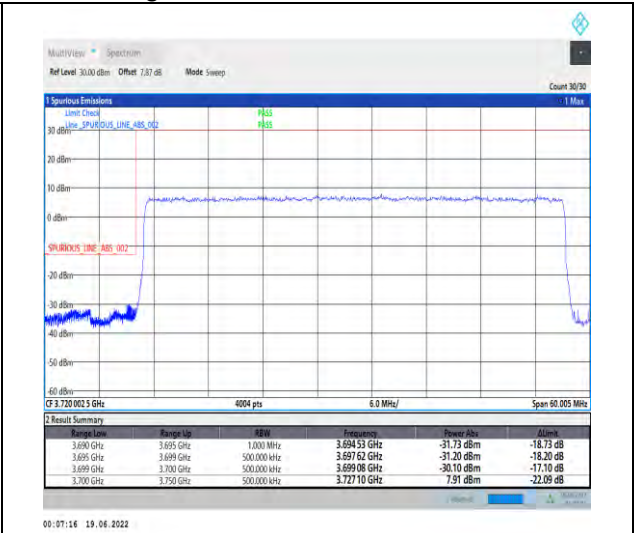 MultiView Spectrum
Ref Level 30.00 dBm Offset 7.87 dB Mode Sweep
Count 30/30
1 Spurious Emissions 1 Max
Limit Check PASS
Line _SPURIOUS_LINE_ABS_002 PASS
30 dBm
20 dBm
10 dBm
0 dBm
SPURIOUS_LINE_ABS_002
-20 dBm
-30 dBm
-40 dBm
-50 dBm
-60 dBm
CF 3.720 002 5 GHz 4004 pts 6.0 MHz/ Span 60.005 MHz
2 Result Summary
Range Low Range Up RBW Frequency Power Abs ΔLimit
3.690 GHz 3.695 GHz 1.000 MHz 3.694 53 GHz -31.73 dBm -18.73 dB
3.695 GHz 3.699 GHz 500.000 kHz 3.697 62 GHz -31.20 dBm -18.20 dB
3.699 GHz 3.700 GHz 500.000 kHz 3.699 08 GHz -30.10 dBm -17.10 dB
3.700 GHz 3.750 GHz 500.000 kHz 3.727 10 GHz 7.91 dBm -22.09 dB
00:07:16 19.06.2022